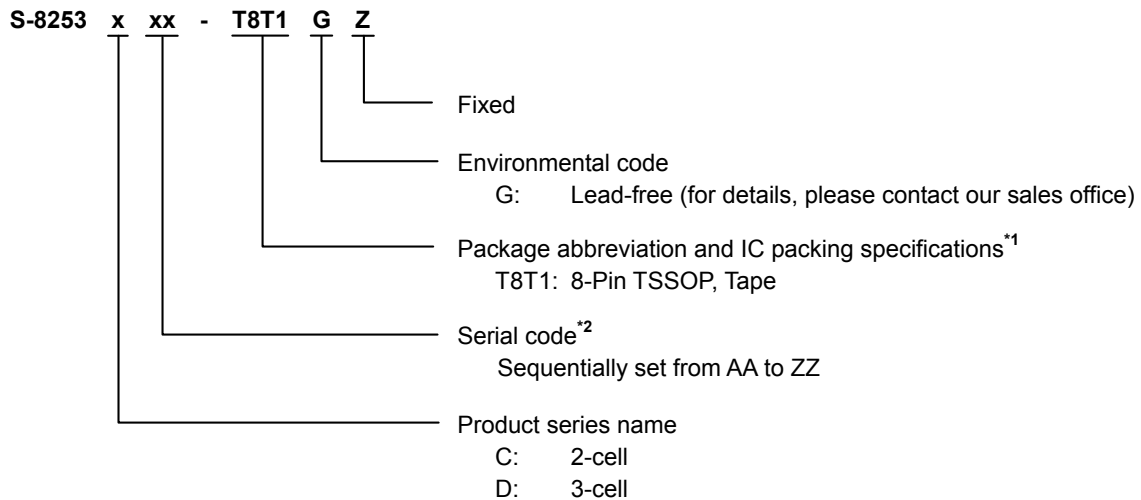 S-8253 x xx - T8T1 G Z
Fixed
Environmental code
G: Lead-free (for details, please contact our sales office)
Package abbreviation and IC packing specifications*1
T8T1: 8-Pin TSSOP, Tape
Serial code*2
Sequentially set from AA to ZZ
Product series name
C: 2-cell
D: 3-cell